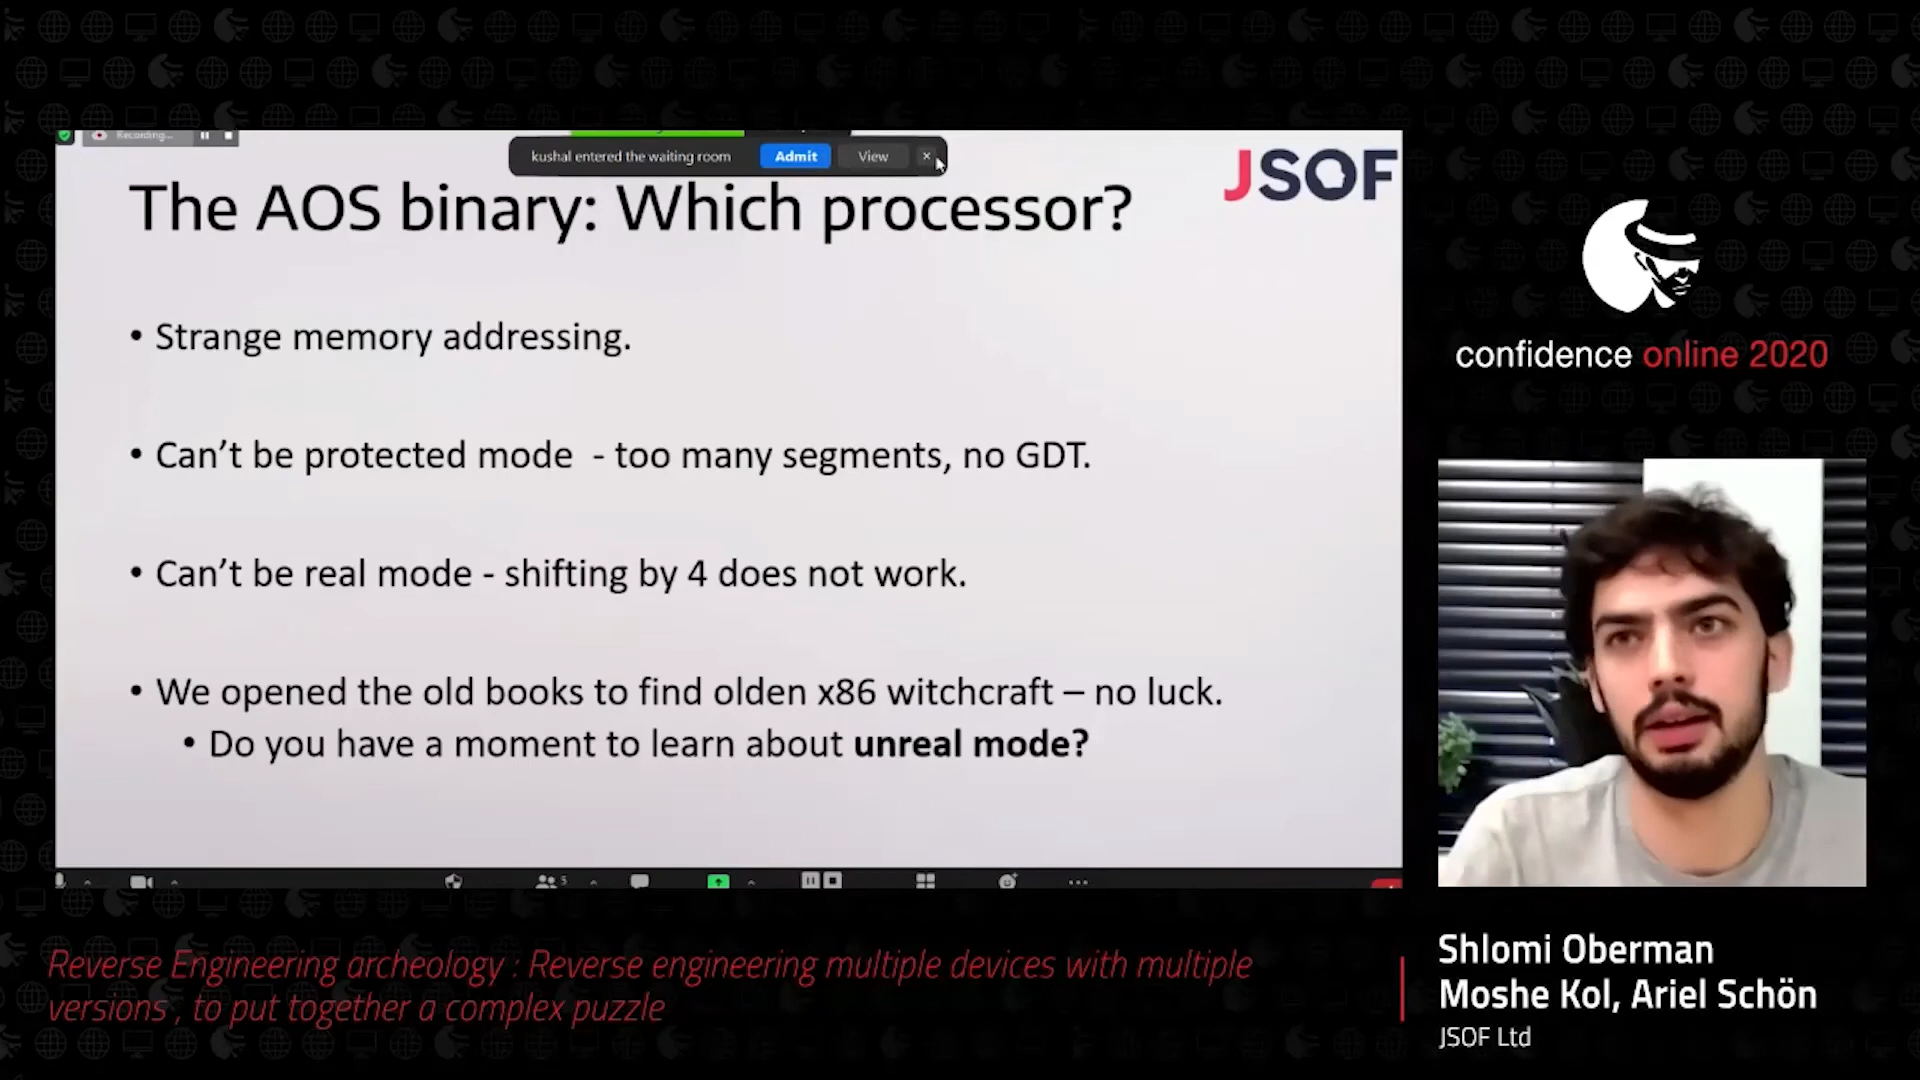 Recording...
kushal entered the waiting room Admit View
JSOF
The AOS binary: Which processor?
• Strange memory addressing.
• Can't be protected mode - too many segments, no GDT.
• Can't be real mode - shifting by 4 does not work.
• We opened the old books to find olden x86 witchcraft – no luck.
• Do you have a moment to learn about unreal mode?
5
confidence online 2020
Reverse Engineering archeology : Reverse engineering multiple devices with multiple
versions , to put together a complex puzzle
Shlomi Oberman
Moshe Kol, Ariel Schön
JSOF Ltd